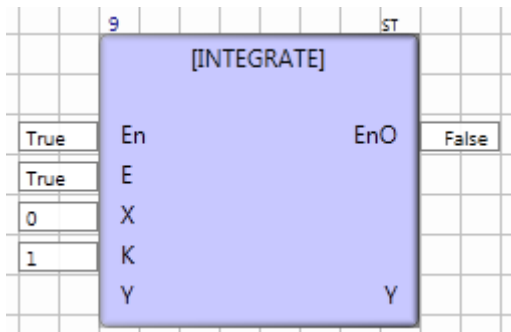 9 ST
[INTEGRATE]
True En EnO False
True E
0 X
1 K
Y Y